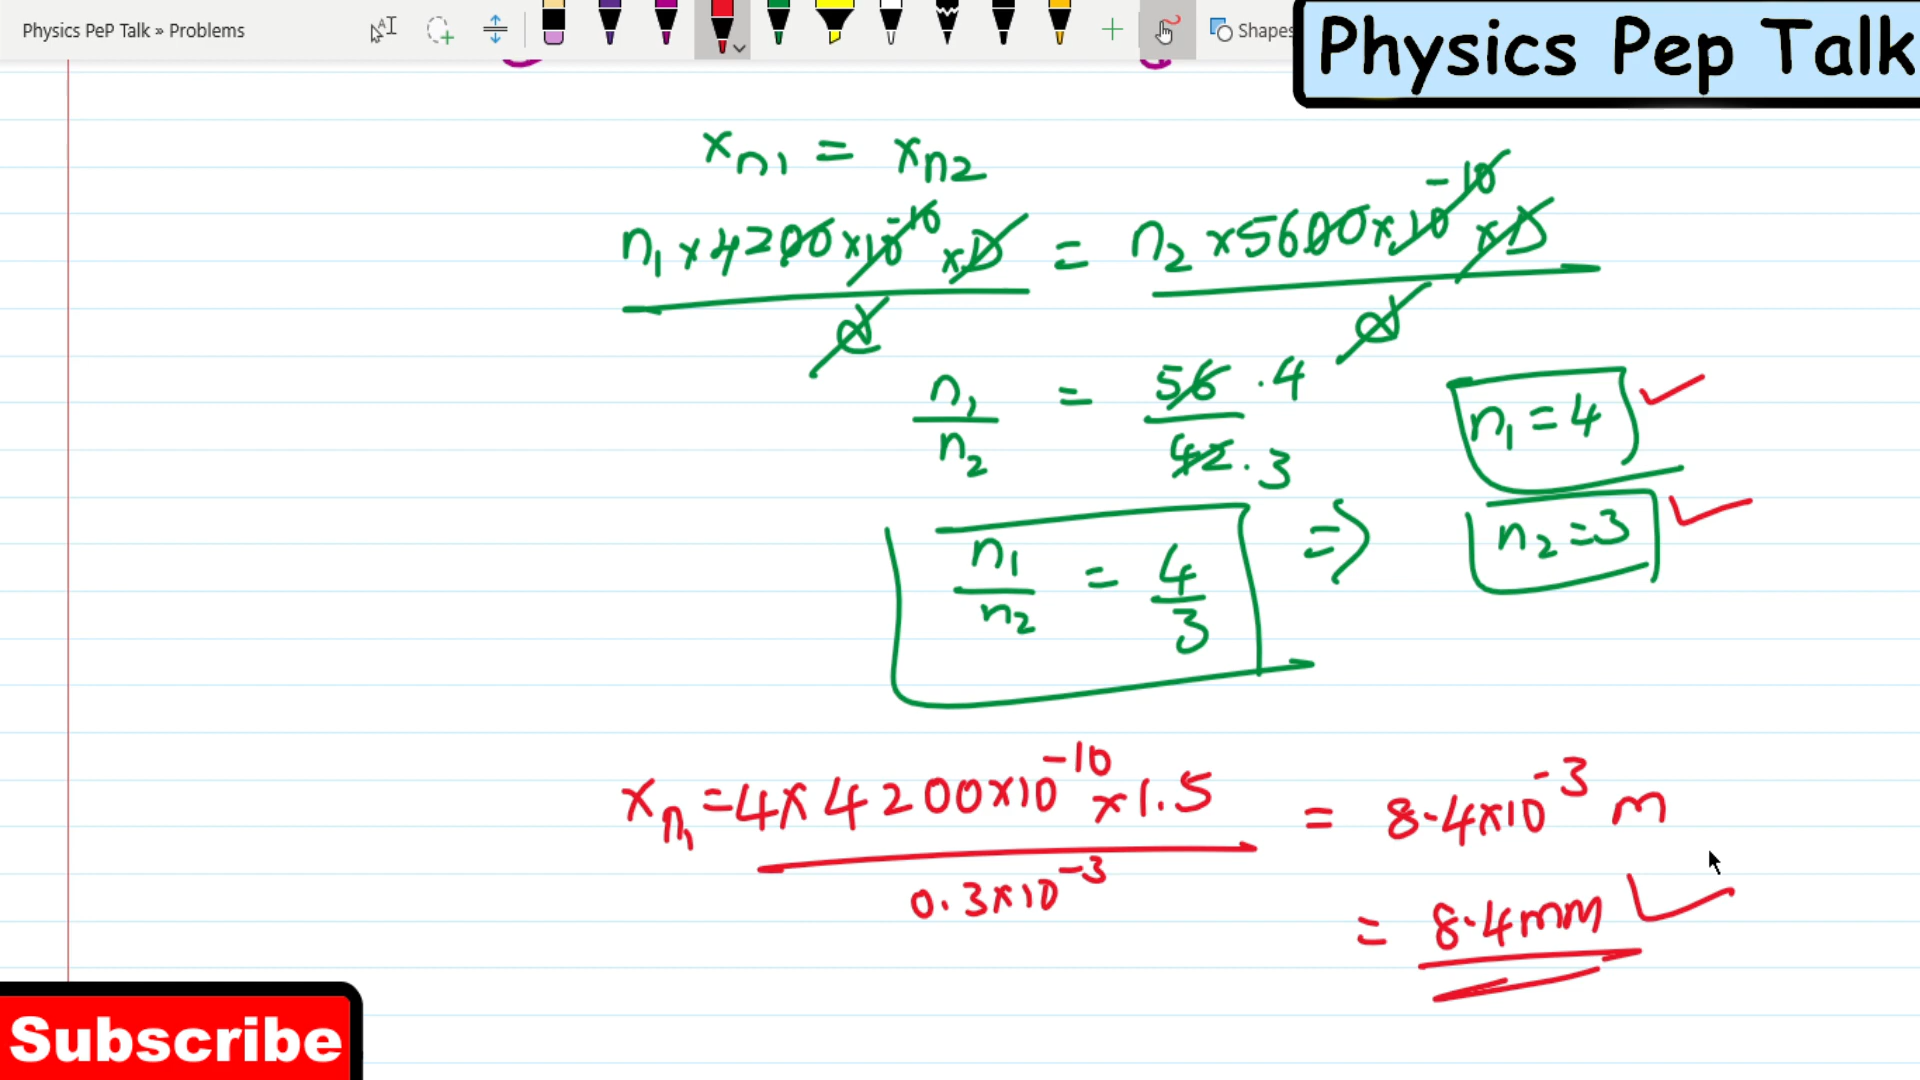 Physics PeP Talk » Problems
Shapes
Physics Pep Talk
xn1 = xn2
n1 × 4200 × 10^-10 × D / d = n2 × 5600 × 10^-10 × D / d
n1/n2 = 56/42 · 4/3
n1 = 4
n1/n2 = 4/3 ⇒ n2 = 3
xn1 = 4 × 4200 × 10^-10 × 1.5 / 0.3 × 10^-3 = 8.4 × 10^-3 m
= 8.4 mm
Subscribe